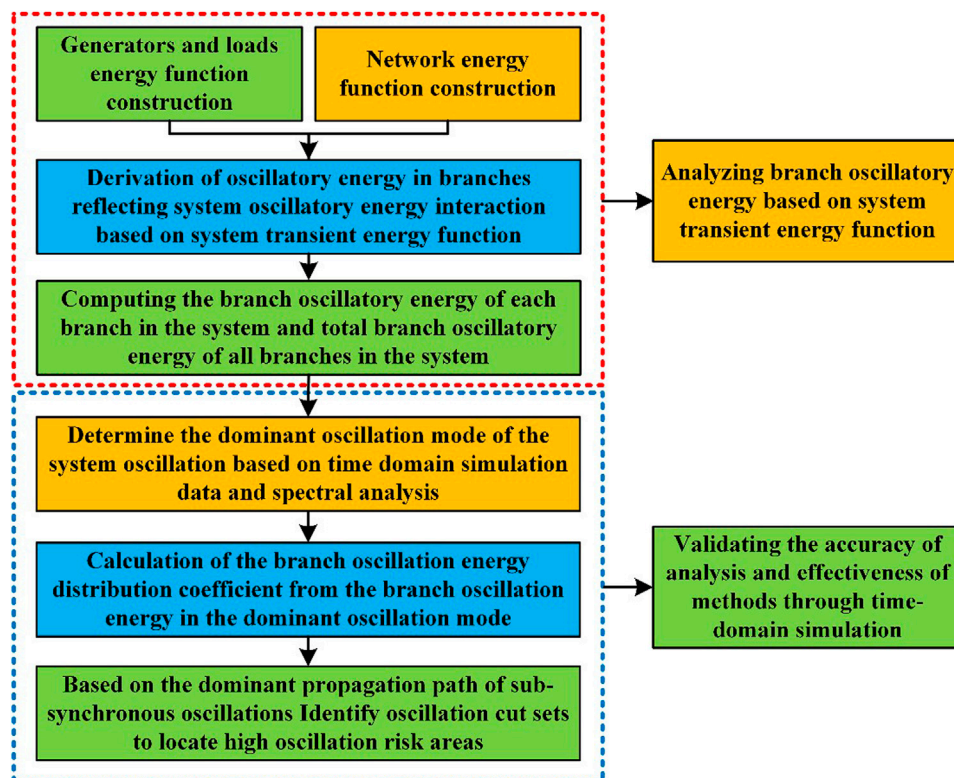 Generators and loads
energy function
construction
Network energy
function construction
Derivation of oscillatory energy in branches
reflecting system oscillatory energy interaction
based on system transient energy function
Analyzing branch oscillatory
energy based on system
transient energy function
Computing the branch oscillatory energy of each
branch in the system and total branch oscillatory
energy of all branches in the system
Determine the dominant oscillation mode of the
system oscillation based on time domain simulation
data and spectral analysis
Calculation of the branch oscillation energy
distribution coefficient from the branch oscillation
energy in the dominant oscillation mode
Validating the accuracy of
analysis and effectiveness of
methods through time-
domain simulation
Based on the dominant propagation path of sub-
synchronous oscillations Identify oscillation cut sets
to locate high oscillation risk areas